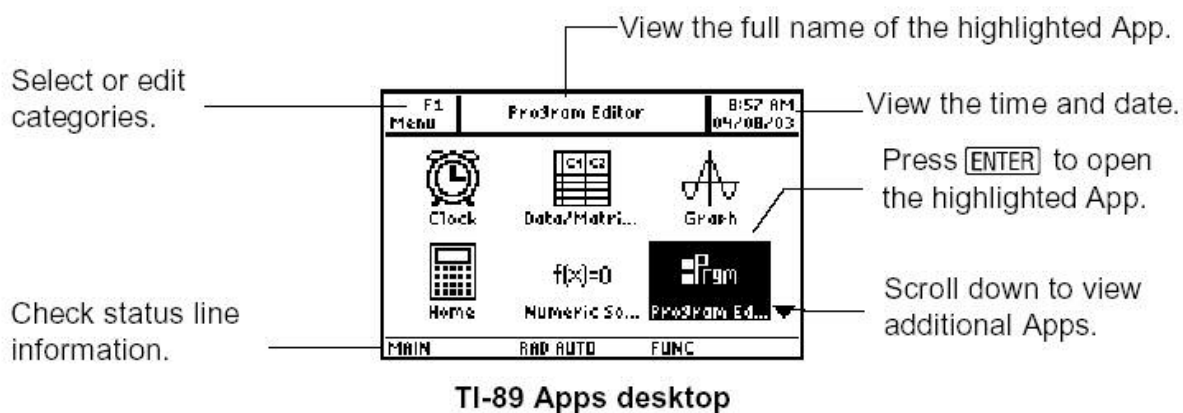 View the full name of the highlighted App.
Select or edit
categories.
F1
Menu
Program Editor
8:57 AM
04/08/03
View the time and date.
Press ENTER to open
the highlighted App.
C1 C2
Clock
Data/Matri...
Graph
f(x)=0
Prgm
Home
Numeric So...
Program Ed...
Scroll down to view
additional Apps.
Check status line
information.
MAIN RAD AUTO FUNC
TI-89 Apps desktop